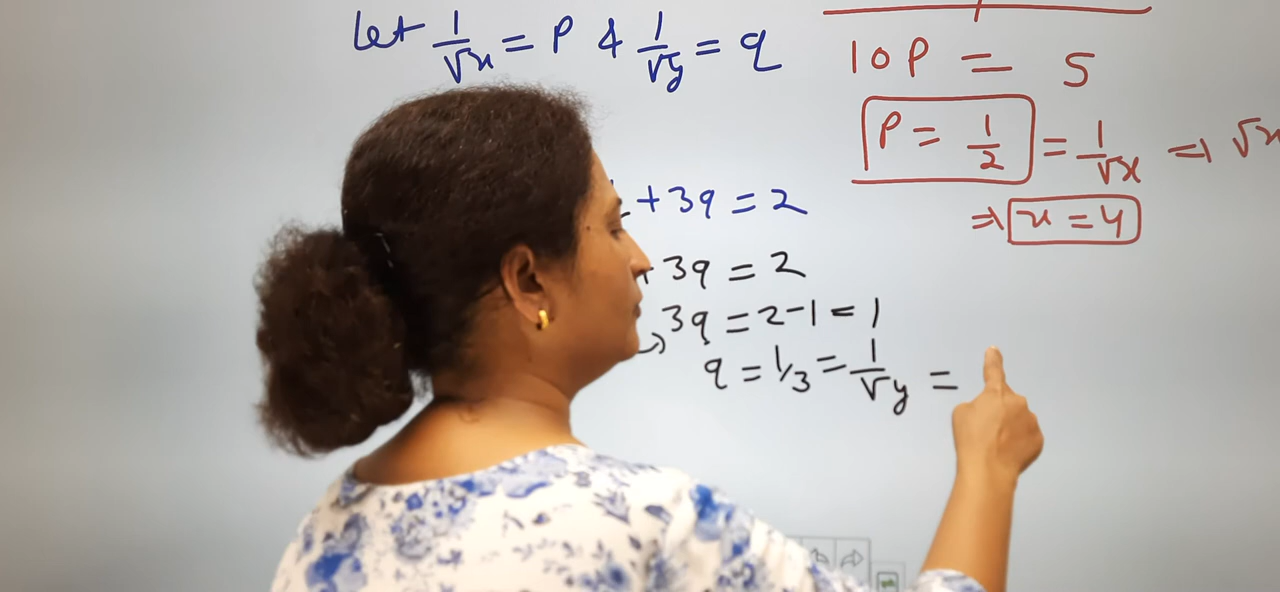 let 1/√x = P & 1/√y = q
+ 3q = 2
+ 3q = 2
3q = 2-1 = 1
q = 1/3 = 1/√y =
10P = 5
P = 1/2 = 1/√x ⇒ √x
⇒ x = 4